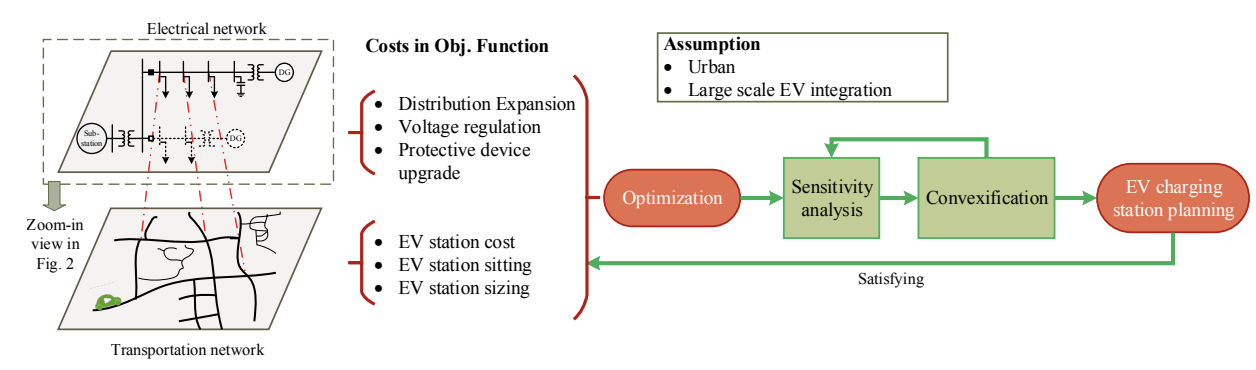 Electrical network
DG
Sub-
station
DG
Zoom-in
view in
Fig. 2
Transportation network
Costs in Obj. Function
• Distribution Expansion
• Voltage regulation
• Protective device
upgrade
• EV station cost
• EV station sitting
• EV station sizing
Assumption
• Urban
• Large scale EV integration
Optimization
Sensitivity
analysis
Convexification
EV charging
station planning
Satisfying